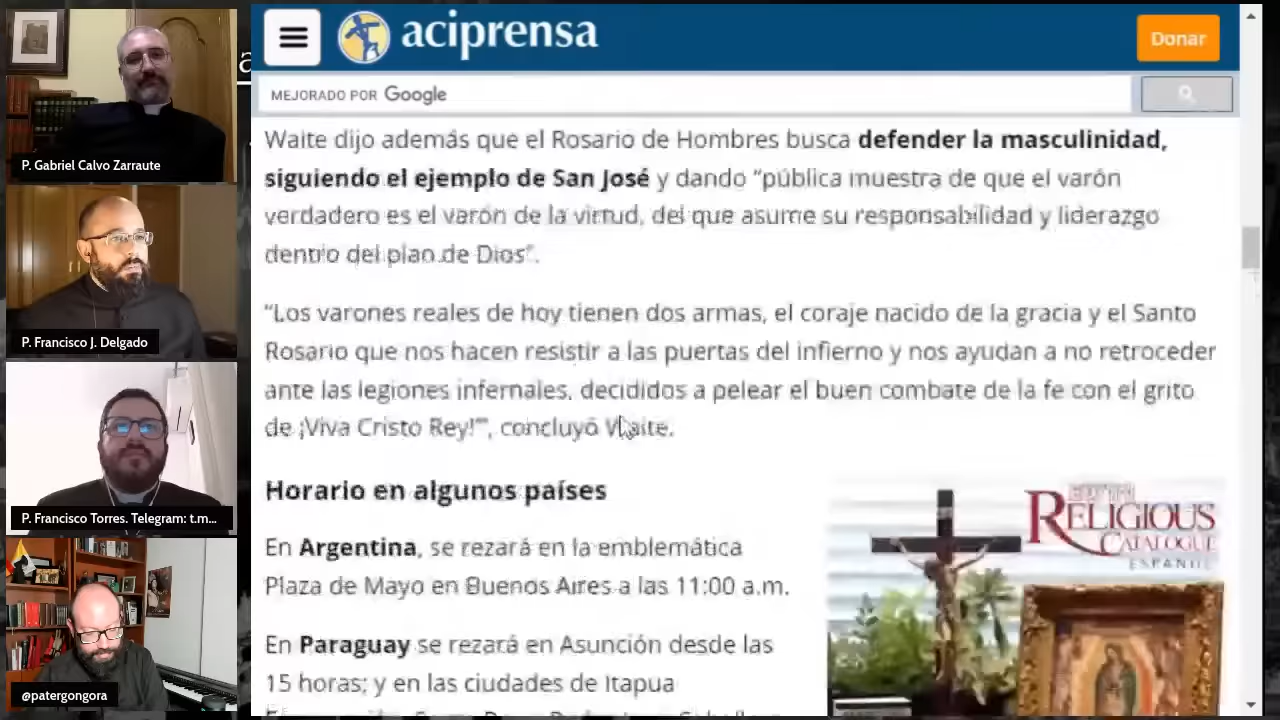 P. Gabriel Calvo Zarraute
P. Francisco J. Delgado
P. Francisco Torres. Telegram: t.m...
@patergongora
a
aciprensa
Donar
MEJORADO POR Google
Waite dijo además que el Rosario de Hombres busca defender la masculinidad,
siguiendo el ejemplo de San José y dando “pública muestra de que el varón
verdadero es el varón de la virtud, del que asume su responsabilidad y liderazgo
dentro del plan de Dios”.
“Los varones reales de hoy tienen dos armas, el coraje nacido de la gracia y el Santo
Rosario que nos hacen resistir a las puertas del infierno y nos ayudan a no retroceder
ante las legiones infernales, decididos a pelear el buen combate de la fe con el grito
de ¡Viva Cristo Rey!”’, concluyó Waite.
Horario en algunos países
En Argentina, se rezará en la emblemática
Plaza de Mayo en Buenos Aires a las 11:00 a.m.
En Paraguay se rezará en Asunción desde las
15 horas; y en las ciudades de Itapua
EWTN
RELIGIOUS
CATALOGUE
ESPAÑOL